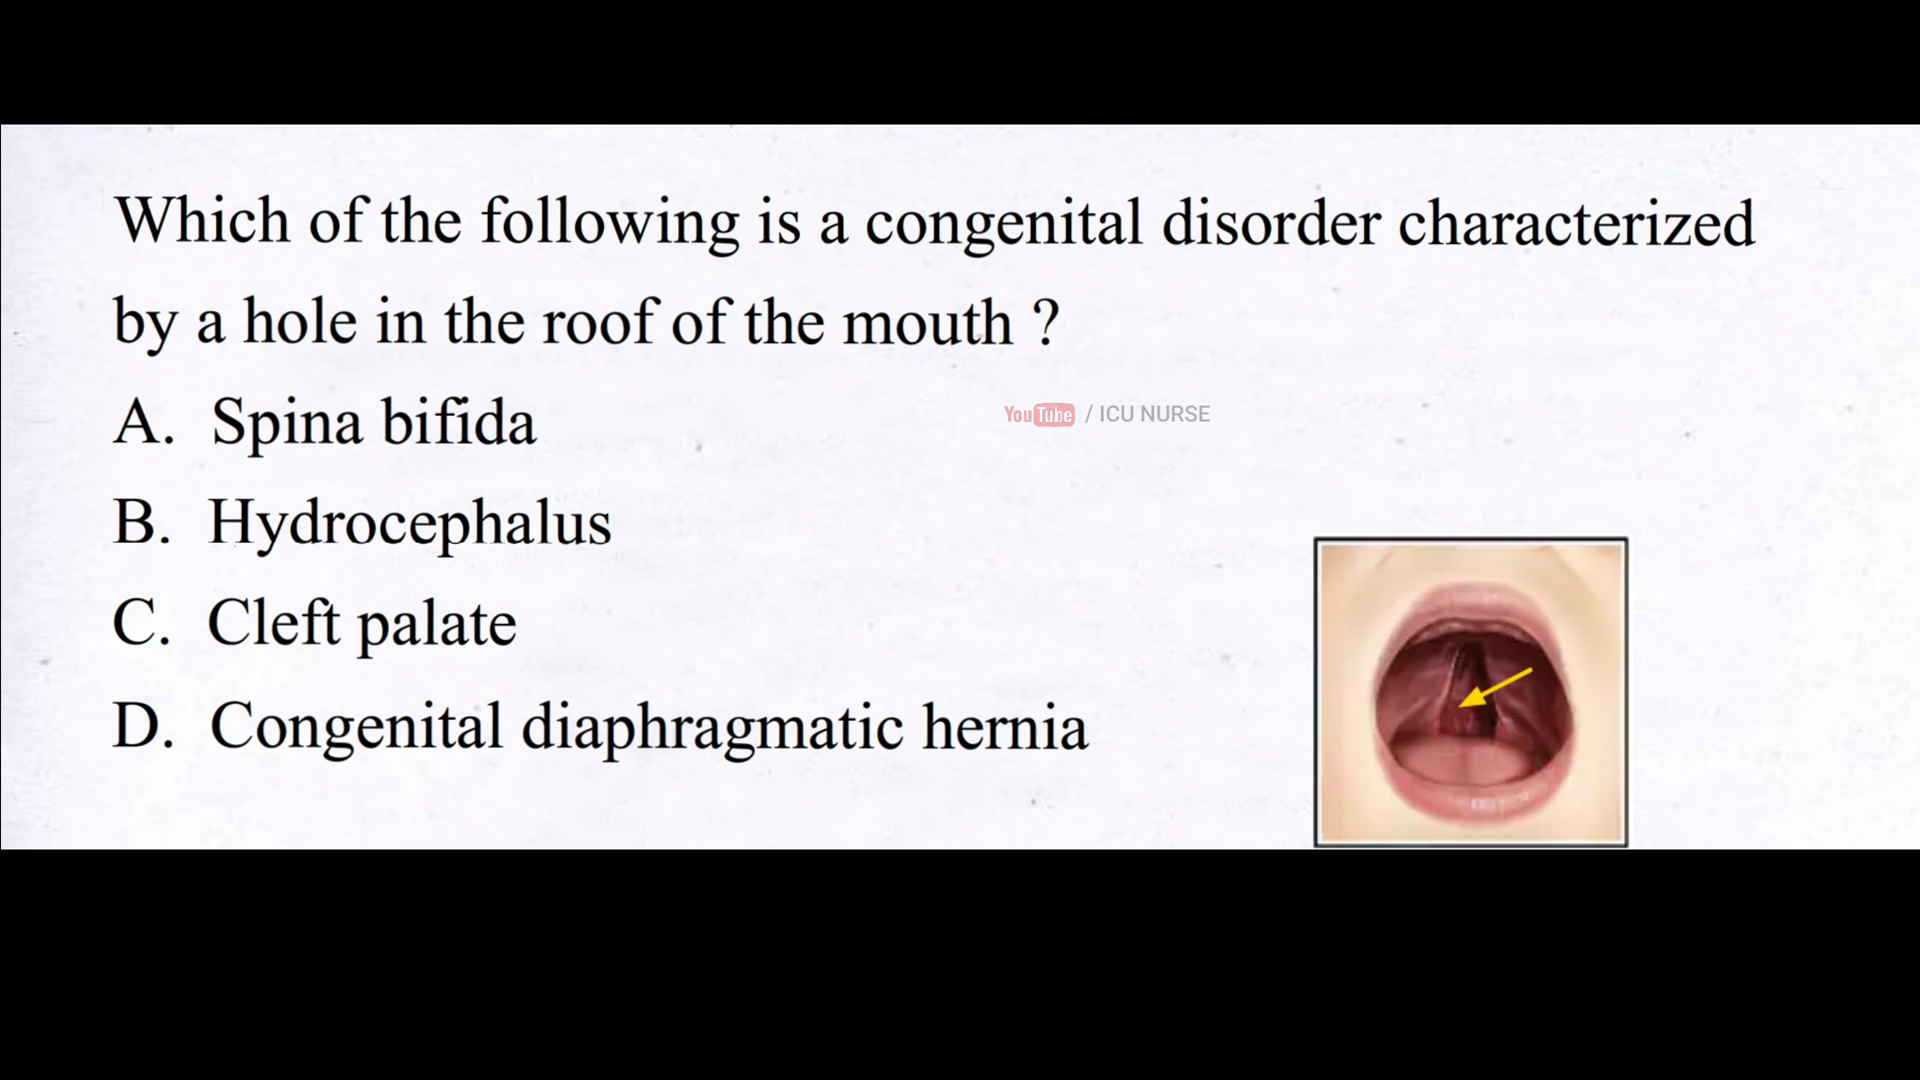 Which of the following is a congenital disorder characterized
by a hole in the roof of the mouth ?
A. Spina bifida
YouTube / ICU NURSE
B. Hydrocephalus
C. Cleft palate
D. Congenital diaphragmatic hernia